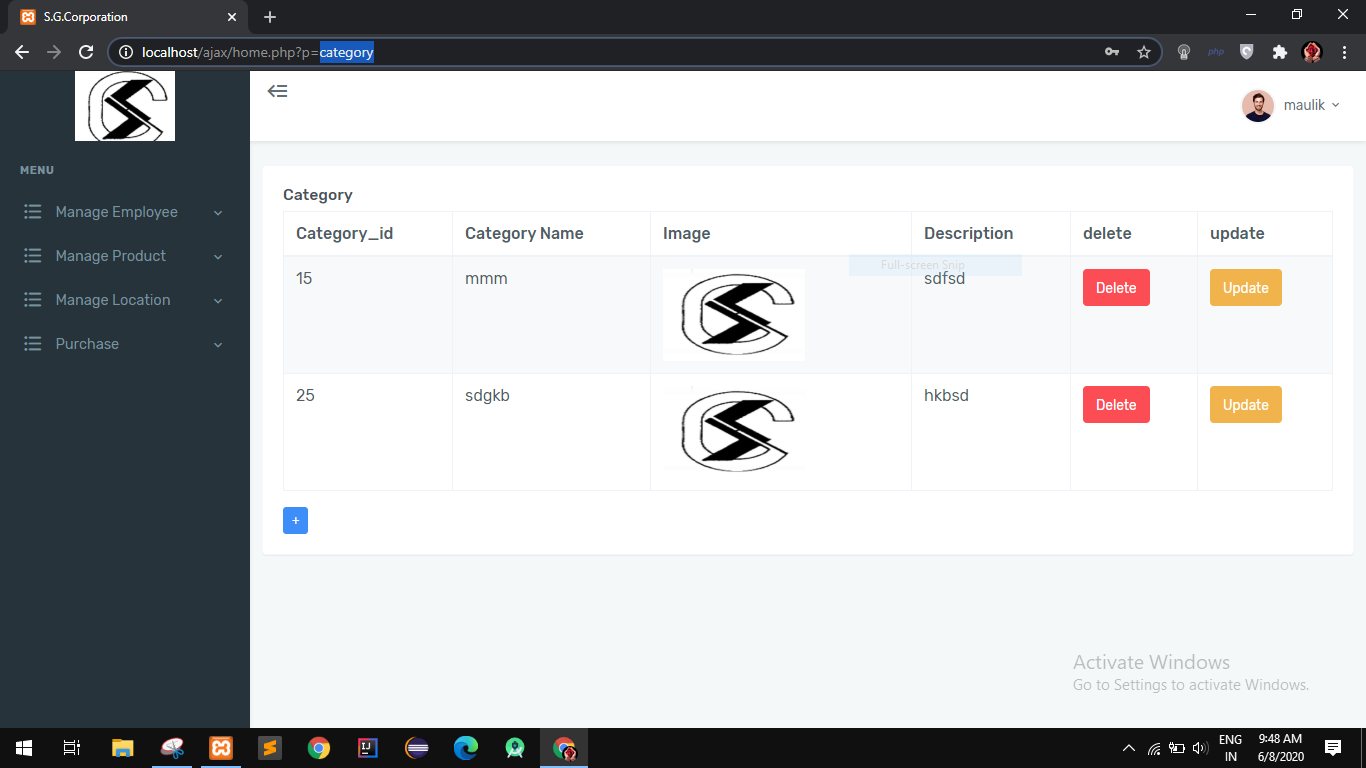 S.G.Corporation
localhost/ajax/home.php?p=category
php
maulik
MENU
Manage Employee
Manage Product
Manage Location
Purchase
Category
Category_id Category Name Image Description delete update
Full-screen Snip
15 mmm sdfsd Delete Update
25 sdgkb hkbsd Delete Update
+
Activate Windows
Go to Settings to activate Windows.
IJ
ENG
IN
9:48 AM
6/8/2020